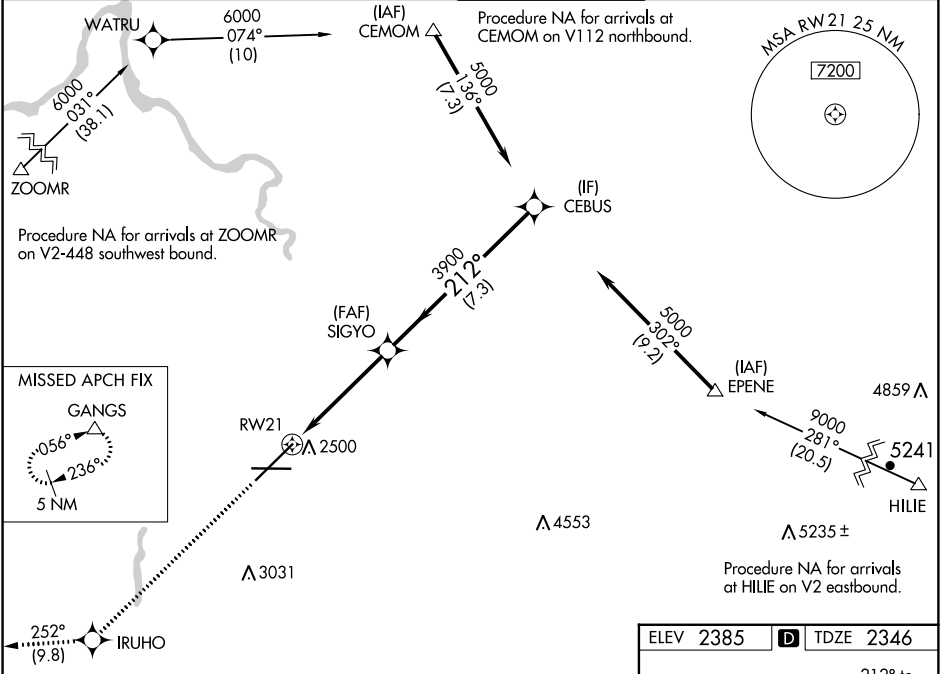 WATRU
6000
074°
(10)
(IAF)
CEMOM
Procedure NA for arrivals at
CEMOM on V112 northbound.
MSA RW 21 25 NM
7200
6000
031°
(38.1)
ZOOMR
5000
136°
(7.3)
(IF)
CEBUS
Procedure NA for arrivals at ZOOMR
on V2-448 southwest bound.
3900
212°
(7.3)
(FAF)
SIGYO
5000
302°
(9.2)
(IAF)
EPENE
4859
MISSED APCH FIX
GANGS
056°
236°
5 NM
RW21
2500
9000
281°
(20.5)
5241
HILIE
4553
5235 ±
3031
Procedure NA for arrivals
at HILIE on V2 eastbound.
252°
(9.8)
IRUHO
ELEV 2385 D TDZE 2346